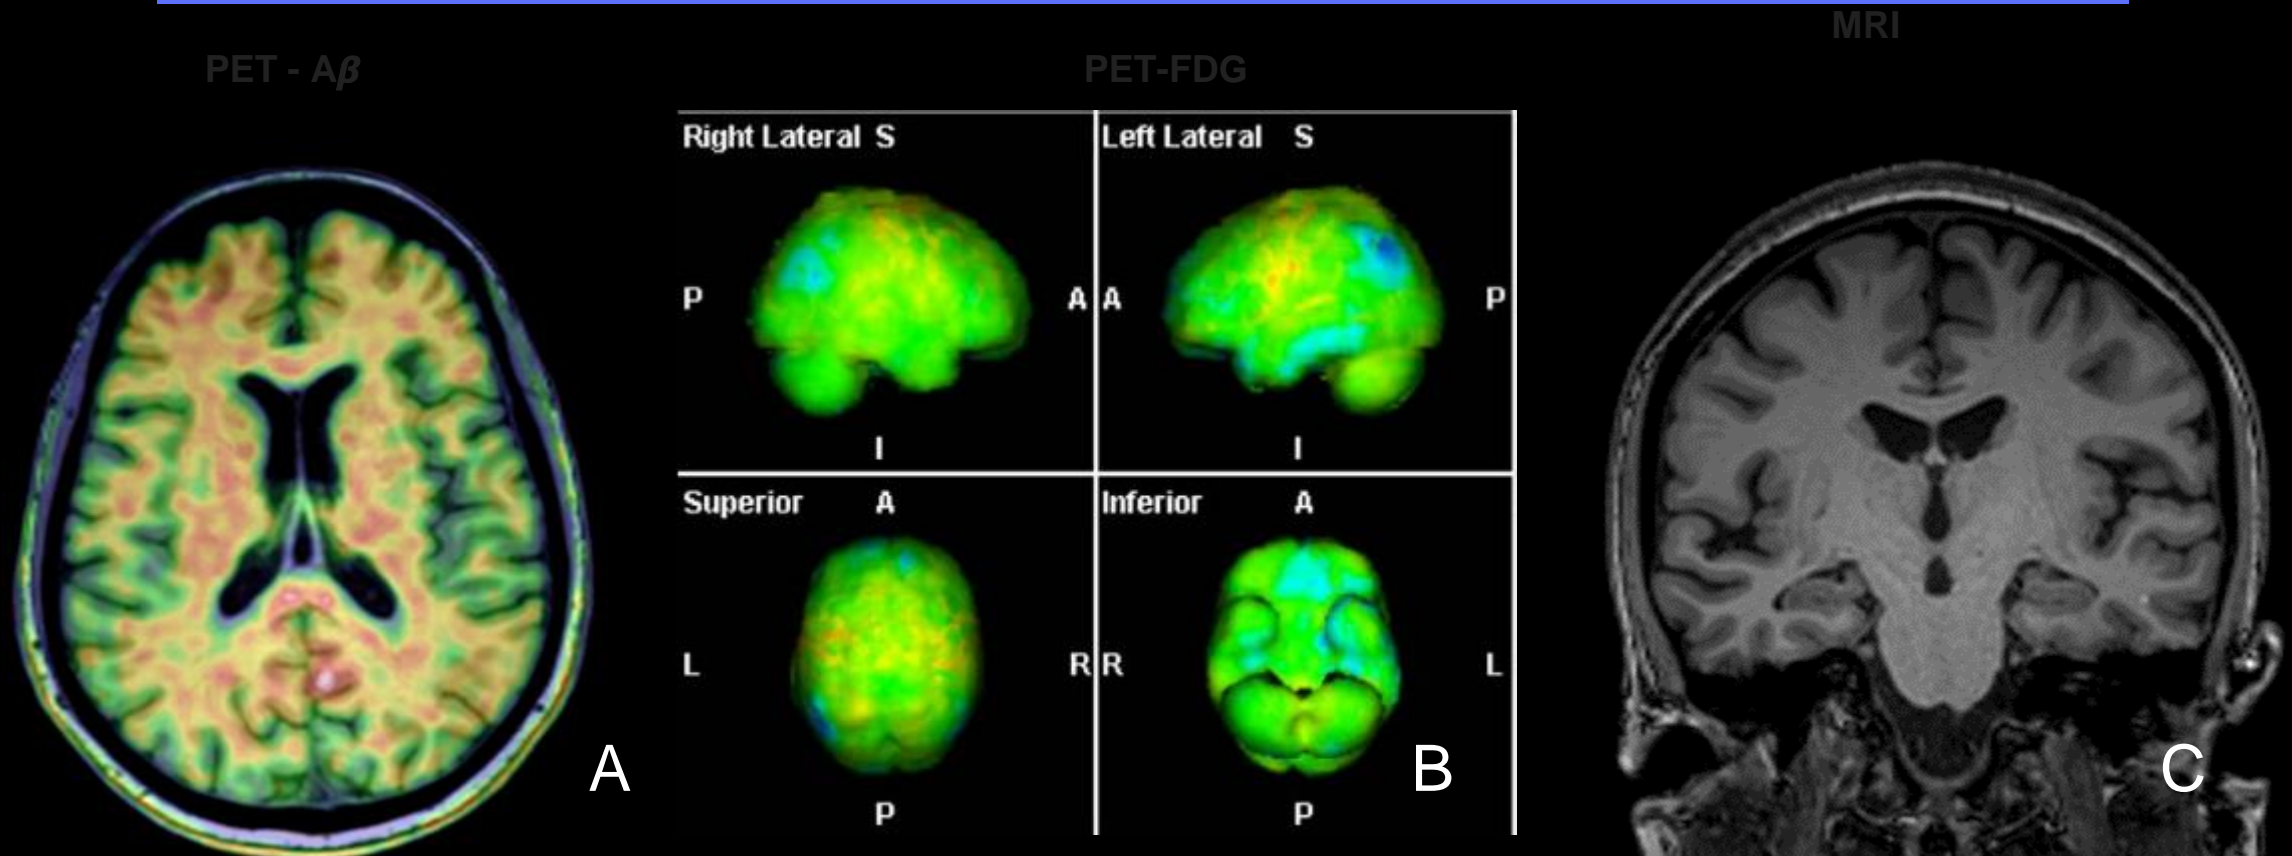 MRI
PET - Aβ
PET-FDG
Right Lateral S
Left Lateral S
P
A
A
P
I
I
Superior A
Inferior A
L
R
R
L
A
B
C
P
P